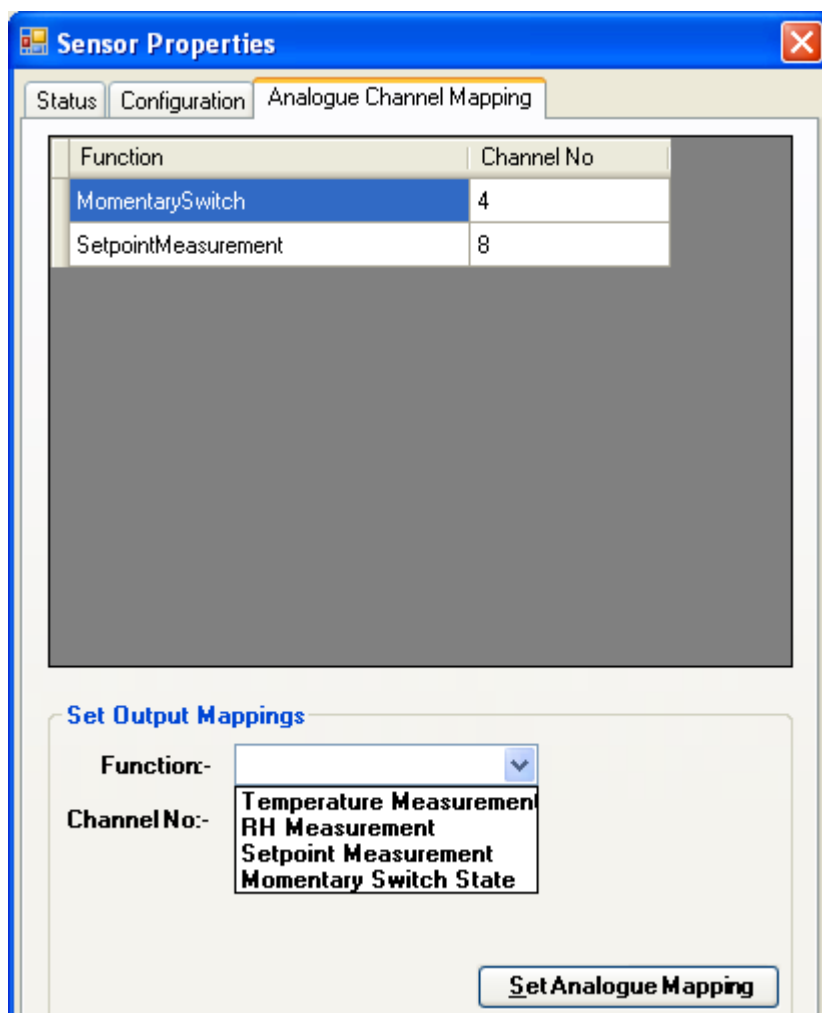 Sensor Properties
Status Configuration Analogue Channel Mapping
Function Channel No
MomentarySwitch 4
SetpointMeasurement 8
Set Output Mappings
Function:-
Temperature Measurement
Channel No:-
RH Measurement
Setpoint Measurement
Momentary Switch State
Set Analogue Mapping